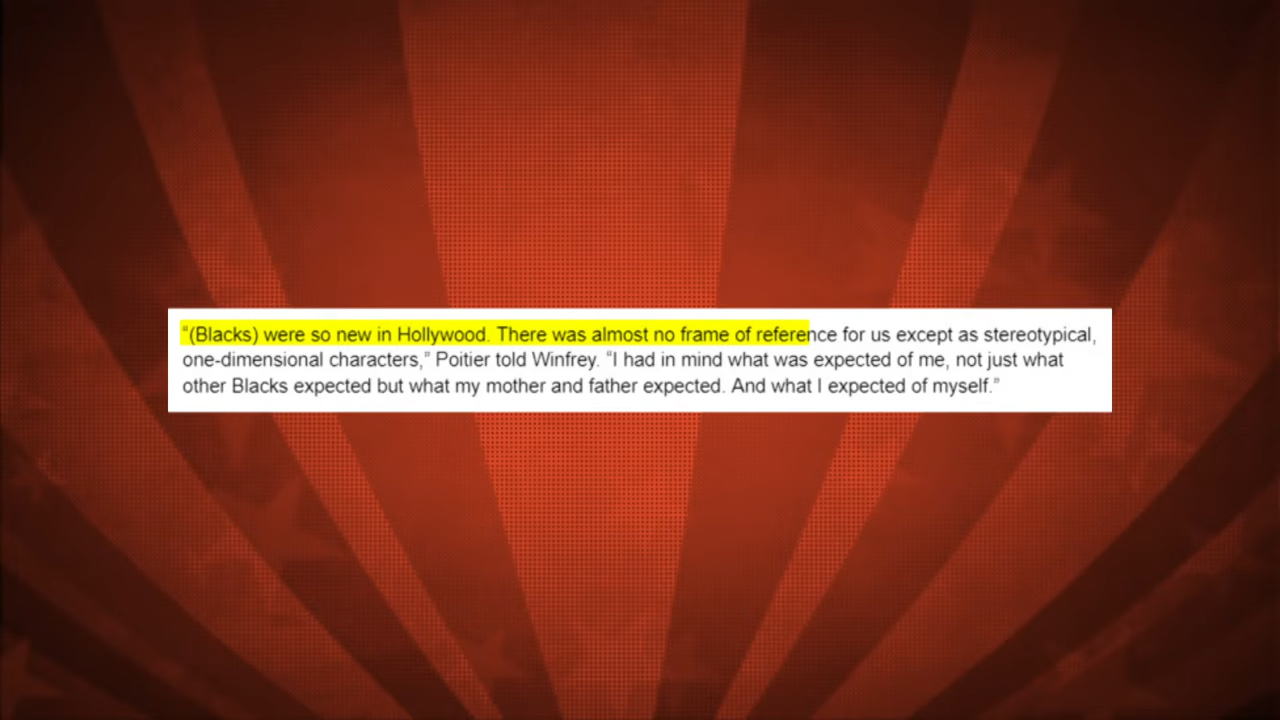 “(Blacks) were so new in Hollywood. There was almost no frame of reference for us except as stereotypical,
one-dimensional characters,” Poitier told Winfrey. “I had in mind what was expected of me, not just what
other Blacks expected but what my mother and father expected. And what I expected of myself.”